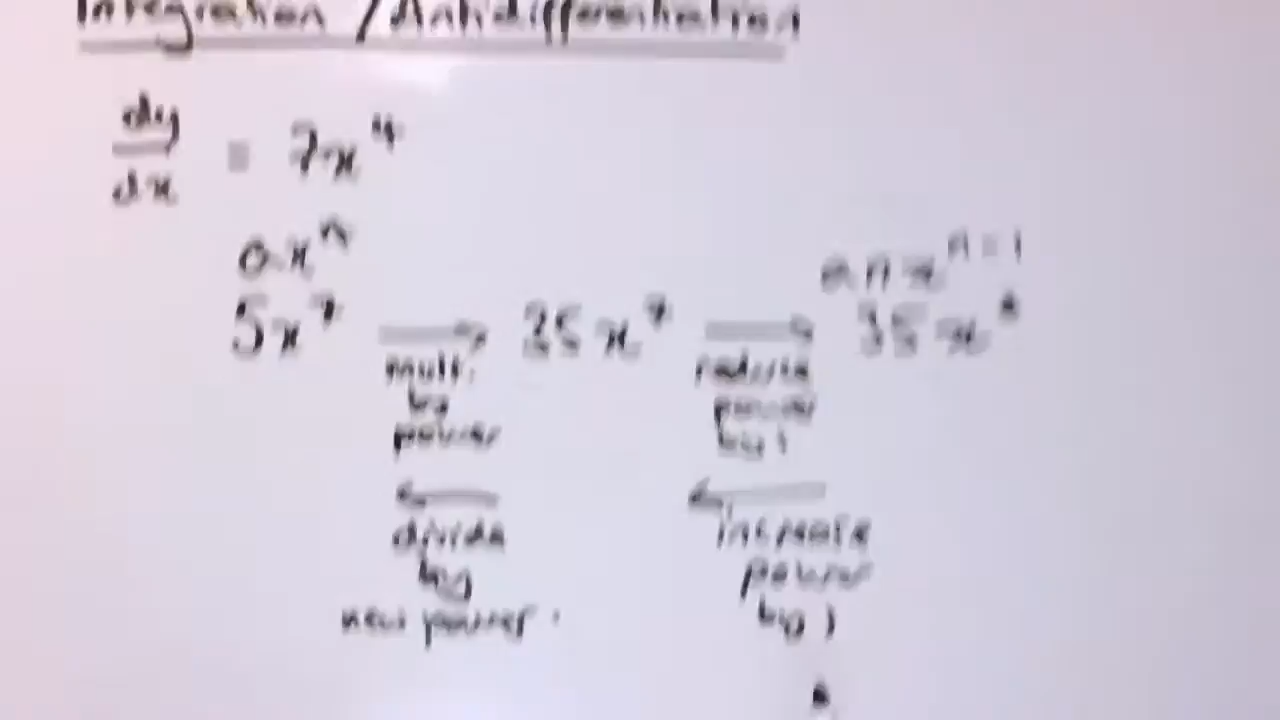 Integration / Antidifferentiation
dy/dx = 7x⁴
axⁿ
anxⁿ⁻¹
5x⁷ → 35x⁷ → 35x⁶
mult. by power
reduce power by 1
← ←
divide by new power.
increase power by 1